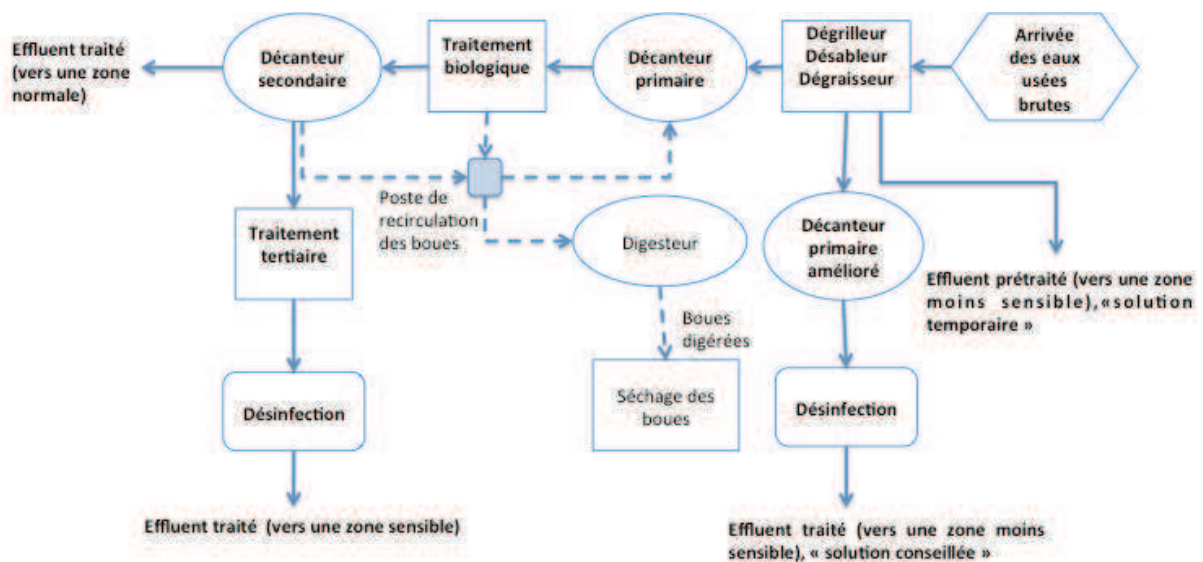 Effluent traité
(vers une zone
normale)
Décanteur
secondaire
Traitement
biologique
Décanteur
primaire
Dégrilleur
Désableur
Dégraisseur
Arrivée
des eaux
usées
brutes
Poste de
recirculation
des boues
Traitement
tertiaire
Digesteur
Décanteur
primaire
amélioré
Effluent prétraité (vers une zone
moins sensible), «solution
temporaire »
Boues
digérées
Désinfection
Séchage des
boues
Désinfection
Effluent traité (vers une zone sensible)
Effluent traité (vers une zone moins
sensible), « solution conseillée »